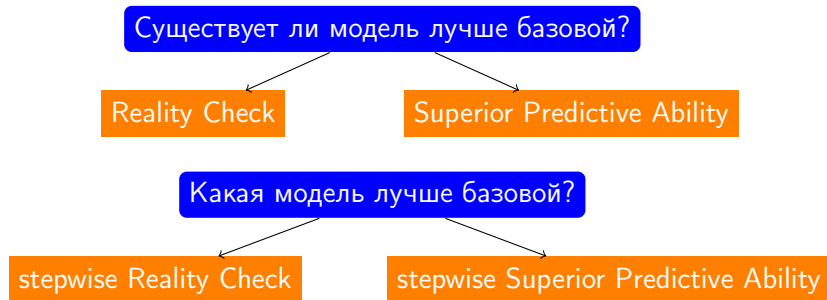 Существует ли модель лучше базовой?
Reality Check
Superior Predictive Ability
Какая модель лучше базовой?
stepwise Reality Check
stepwise Superior Predictive Ability